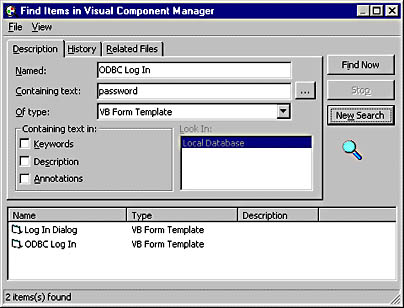 Find Items in Visual Component Manager
File View
Description History Related Files
Named: ODBC Log In
Find Now
Containing text: password ...
Stop
Of type: VB Form Template
New Search
Containing text in:
Look In:
Keywords
Local Database
Description
Annotations
Name Type Description
Log In Dialog VB Form Template
ODBC Log In VB Form Template
2 items(s) found